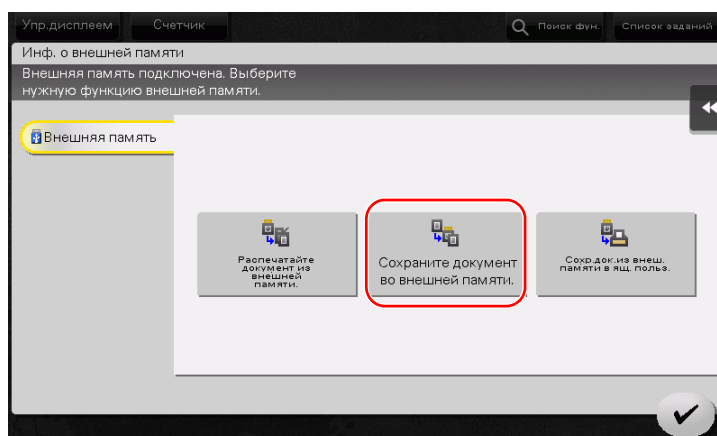 Упр.дисплеем Счетчик Поиск фун. Список заданий
Инф. о внешней памяти
Внешняя память подключена. Выберите
нужную функцию внешней памяти.
Внешняя память
Распечатайте
документ из
внешней
памяти.
Сохраните документ
во внешней памяти.
Сохр.док.из внеш.
памяти в ящ. польз.